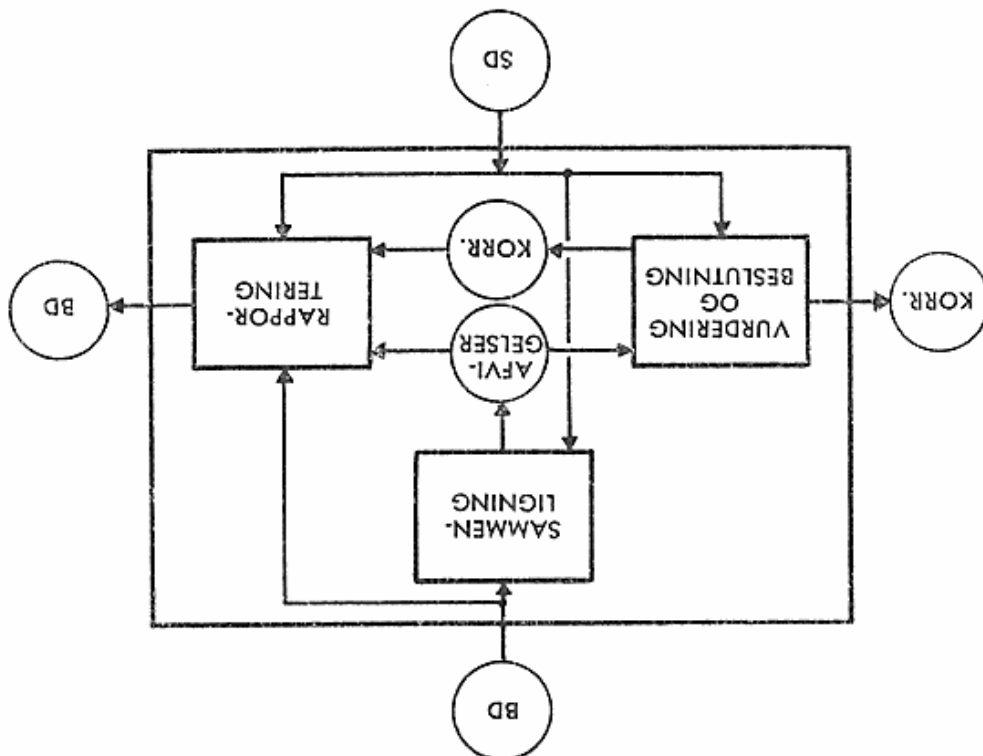 BD
SAMMEN-
LIGNING
KORR.
VURDERING
OG
BESLUTNING
AFVI-
GELSER
KORR.
RAPPOR-
TERING
BD
SD